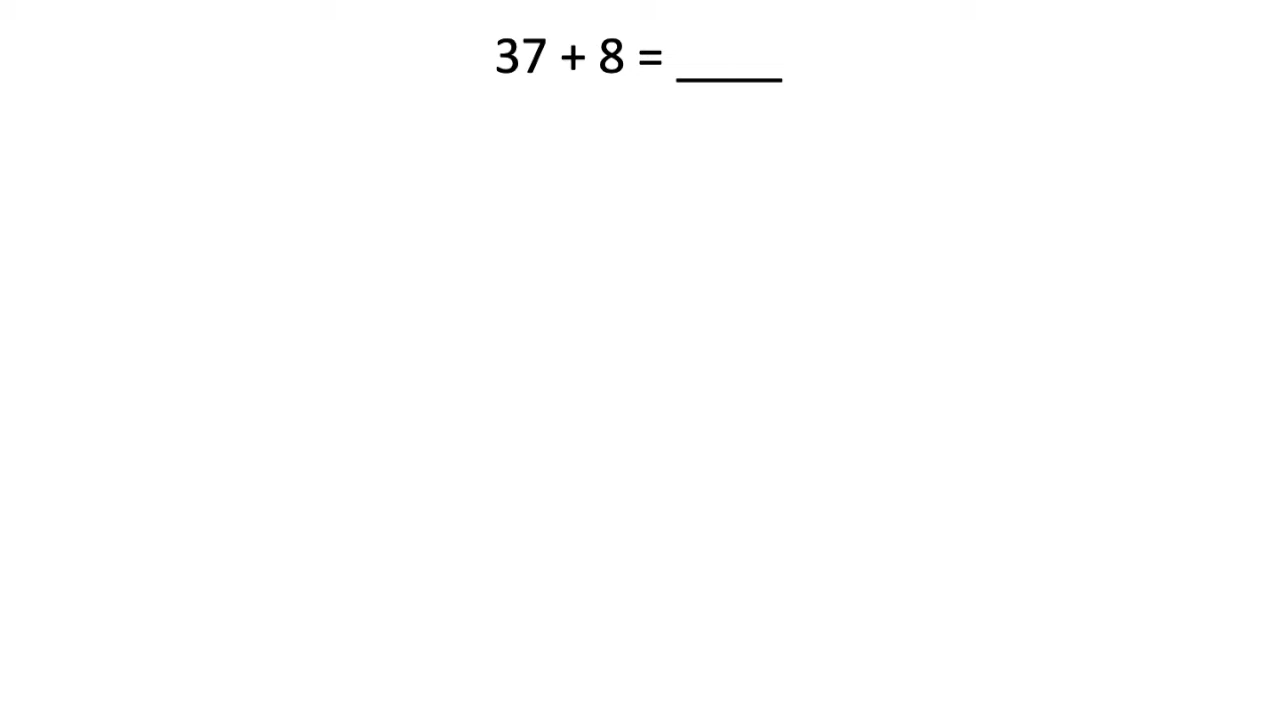 37 + 8 = _____